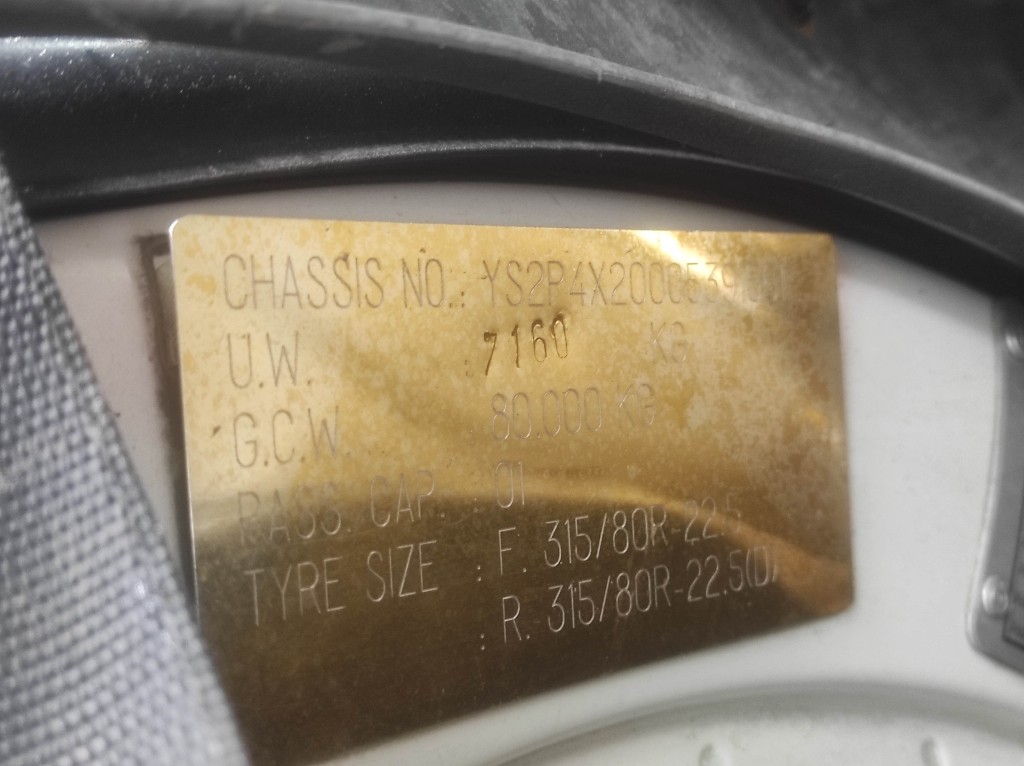 CHASSIS NO.:
U.W. : 7160 KG
G.C.W. : 80.000 KG
PASS. CAP. : 01
TYRE SIZE : F. 315/80R-22.5
: R. 315/80R-22.5(D)